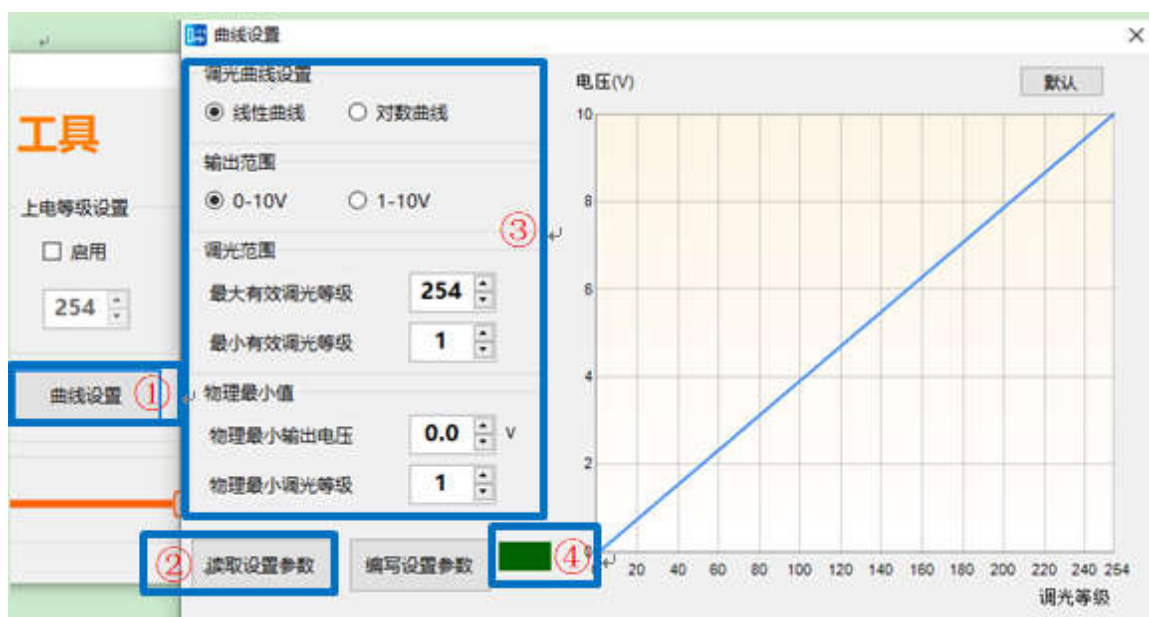 曲线设置
工具
上电等级设置
启用
254
曲线设置 ①
调光曲线设置
线性曲线 对数曲线
输出范围
0-10V 1-10V
③
调光范围
最大有效调光等级 254
最小有效调光等级 1
物理最小值
物理最小输出电压 0.0 V
物理最小调光等级 1
② 读取设置参数 编写设置参数 ④
电压(V) 默认
10
8
6
4
2
0
20 40 60 80 100 120 140 160 180 200 220 240 254
调光等级